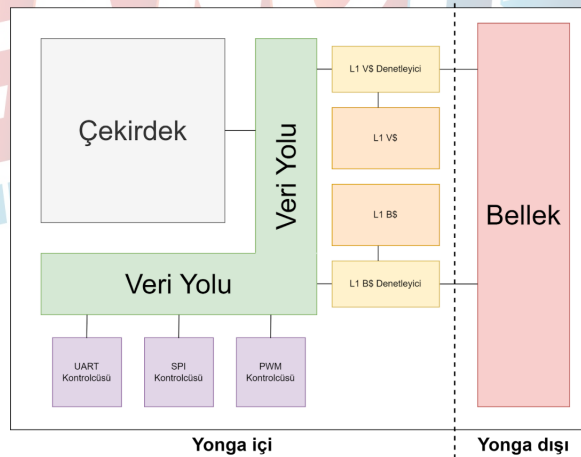 Çekirdek
Veri Yolu
L1 V$ Denetleyici
L1 V$
L1 B$
L1 B$ Denetleyici
Bellek
Veri Yolu
UART
Kontrolcüsü
SPI
Kontrolcüsü
PWM
Kontrolcüsü
Yonga içi
Yonga dışı